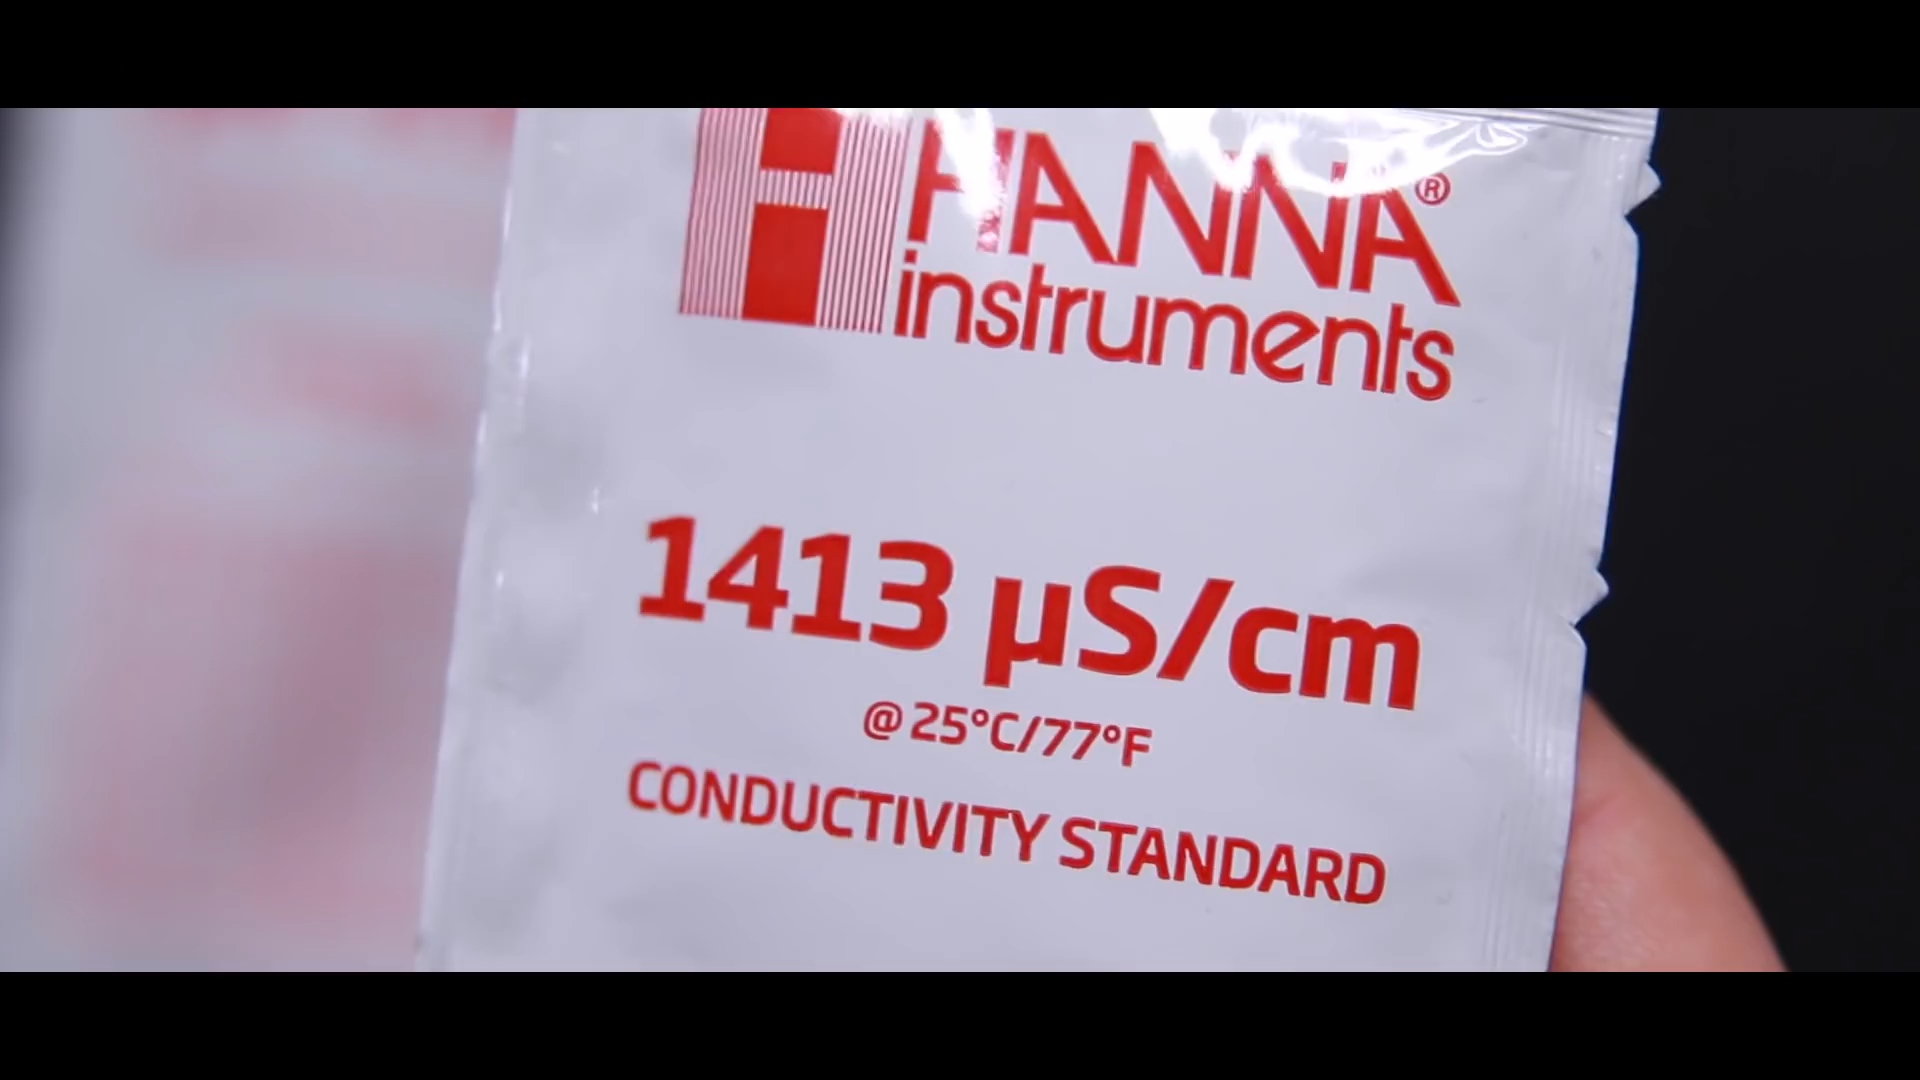 HANNA®
instruments
1413 µS/cm
@ 25°C/77°F
CONDUCTIVITY STANDARD